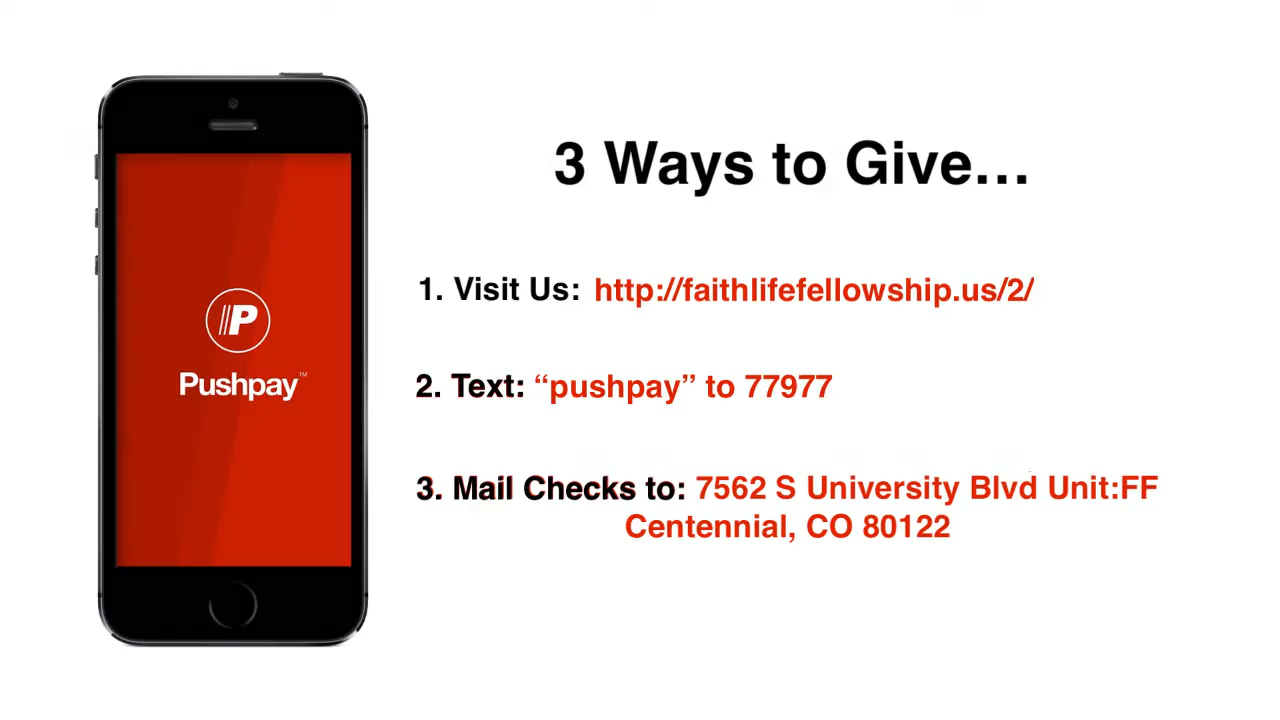 3 Ways to Give...
1. Visit Us: http://faithlifefellowship.us/2/
2. Text: “pushpay” to 77977
3. Mail Checks to: 7562 S University Blvd Unit:FF
Centennial, CO 80122
P
Pushpay™